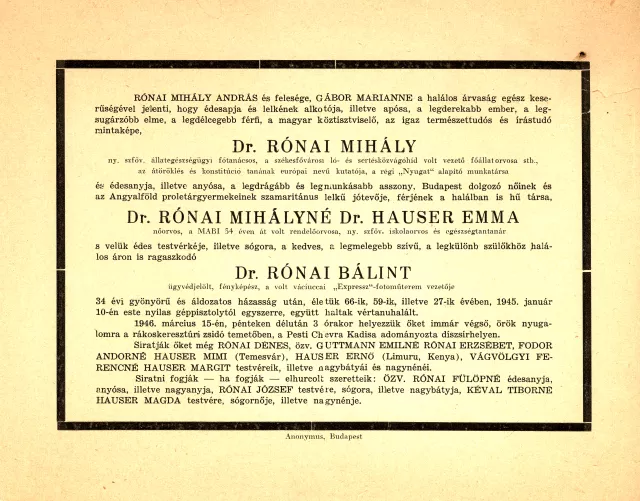 RÓNAI MIHÁLY ANDRÁS és felesége, GÁBOR MARIANNE a halálos árvaság egész kese-
rűségével jelenti, hogy édesapja és lelkének alkotója, illetve apósa, a legderekabb ember, a leg-
sugárzóbb elme, a legdélcegebb férfi, a magyar köztisztviselő, az igaz természettudós és írástudó
mintaképe,
Dr. RÓNAI MIHÁLY
ny. szföv. állategészségügyi főtanácsos, a székesfővárosi ló- és sertésközvágóhíd volt vezető főállatorvosa stb.,
az átöröklés és konstitúció tanának európai nevű kutatója, a régi „Nyugat" alapító munkatársa
és édesanyja, illetve anyósa, a legdrágább és legmunkásabb asszony, Budapest dolgozó nőinek és
az Angyalföld proletárgyermekeinek szamaritánus lelkű jótevője, férjének a halálban is hű társa,
Dr. RÓNAI MIHÁLYNÉ Dr. HAUSER EMMA
nőorvos, a MABI 34 éven át volt rendelőorvosa, ny. szföv. iskolaorvos és egészségtantanár
s velük édes testvérkéje, illetve sógora, a kedves, a legmelegebb szívű, a legkülönb szülőkhöz halá-
los áron is ragaszkodó
Dr. RÓNAI BÁLINT
ügyvédjelölt, fényképész, a volt váciuccai „Expressz"-fotoműterem vezetője
34 évi gyönyörű és áldozatos házasság után, életük 66-ik, 59-ik, illetve 27-ik évében, 1945. január
10-én este nyilas géppisztolytól egyszerre, együtt haltak vértanuhalált.
1946. március 15-én, pénteken délután 3 órakor helyezzük őket immár végső, örök nyuga-
lomra a rákoskeresztúri zsidó temetőben, a Pesti Chevra Kadisa adományozta díszsírhelyen.
Siratják őket még RÓNAI DÉNES, özv. GUTTMANN EMILNÉ RÓNAI ERZSÉBET, FODOR
ANDORNÉ HAUSER MIMI (Temesvár), HAUSER ERNŐ (Limuru, Kenya), VÁGVÖLGYI FE-
RENCNÉ HAUSER MARGIT testvéreik, illetve nagybátyái és nagynénéi.
Siratni fogják — ha fogják — elhurcolt szeretteik: ÖZV. RÓNAI FÜLÖPNÉ édesanyja,
anyósa, illetve nagyanyja, RÓNAI JÓZSEF testvére, sógora, illetve nagybátyja, KÉVAL TIBORNÉ
HAUSER MAGDA testvére, sógornője, illetve nagynénje.
Anonymus, Budapest